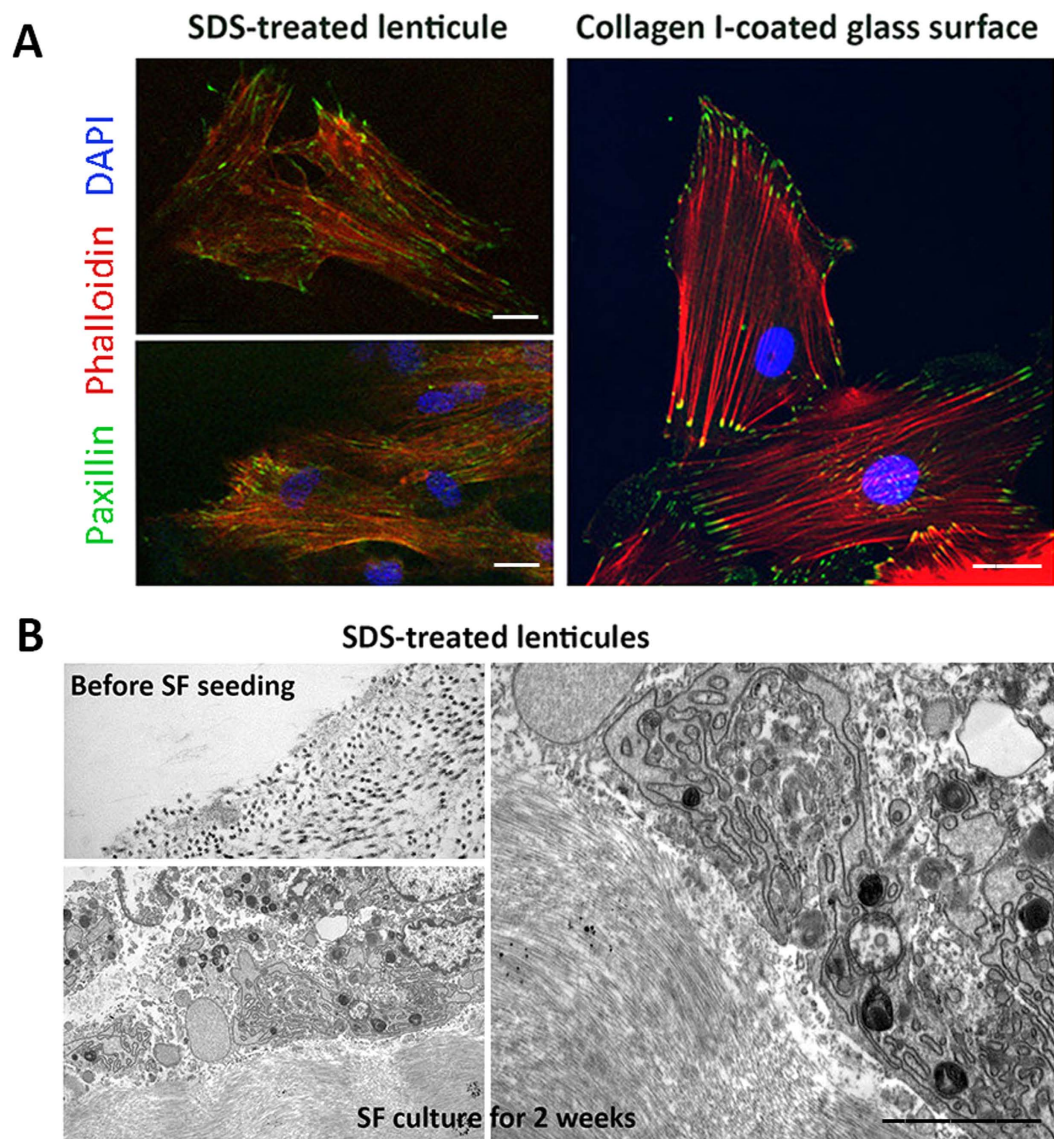 A
SDS-treated lenticule
Collagen I-coated glass surface
Paxillin Phalloidin DAPI
B
SDS-treated lenticules
Before SF seeding
SF culture for 2 weeks